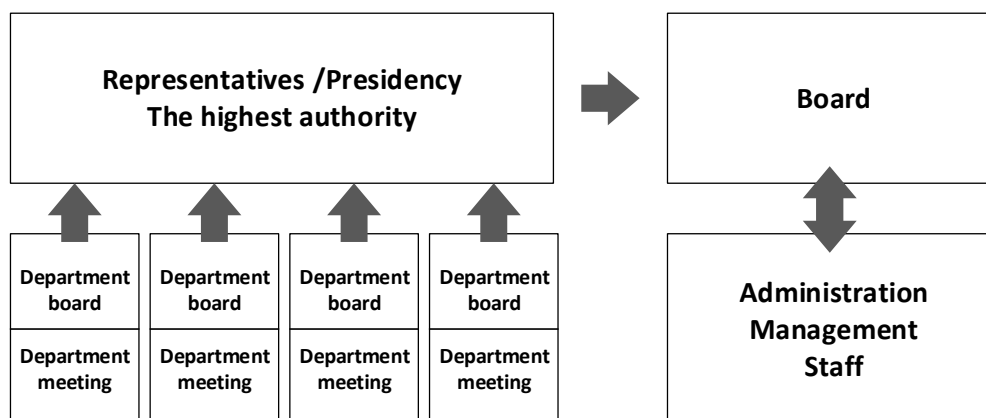 Representatives /Presidency
The highest authority
Board
Department
board
Department
board
Department
board
Department
board
Department
meeting
Department
meeting
Department
meeting
Department
meeting
Administration
Management
Staff